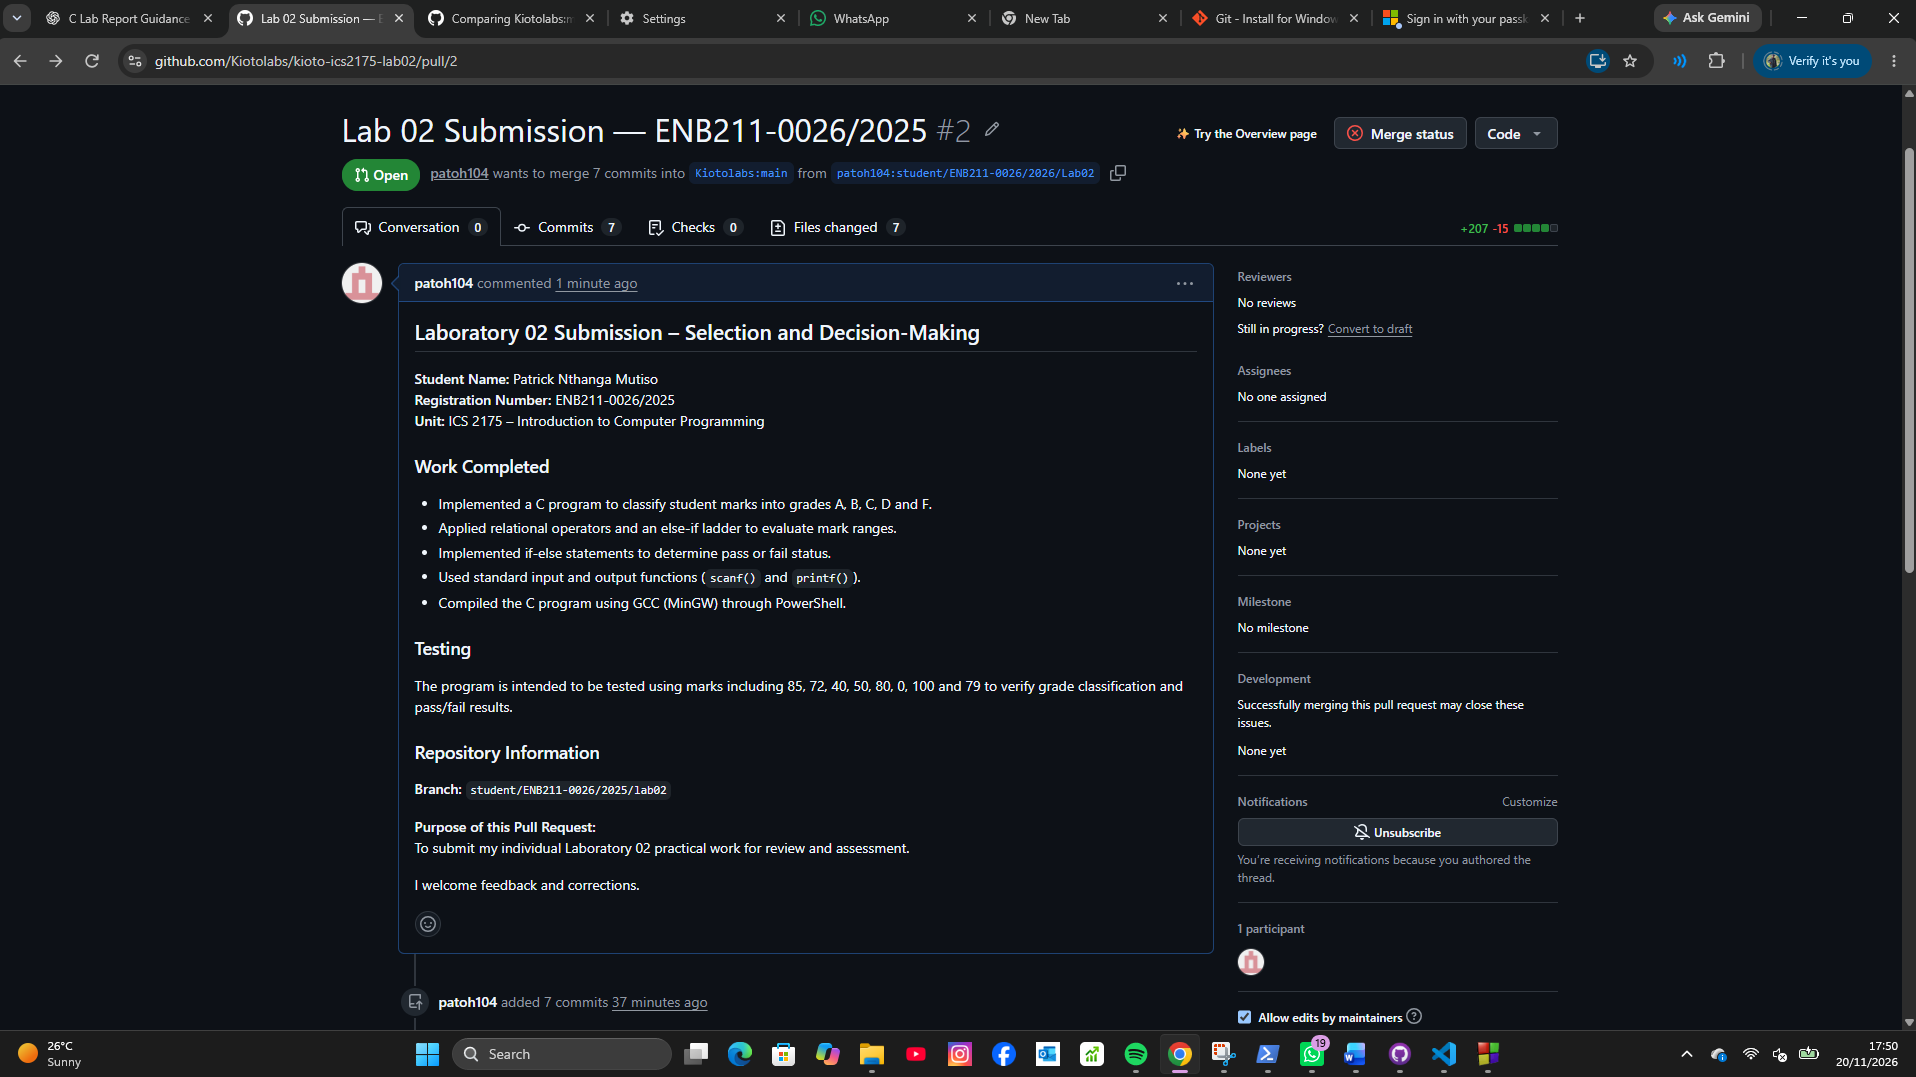 C Lab Report Guidance
Lab 02 Submission — E
Comparing Kiotolabs:m
Settings
WhatsApp
New Tab
Git - Install for Window
Sign in with your passk
Ask Gemini
github.com/Kiotolabs/kioto-ics2175-lab02/pull/2
Verify it's you
Lab 02 Submission — ENB211-0026/2025 #2
Try the Overview page
Merge status
Code
Open
patoh104 wants to merge 7 commits into Kiotolabs:main from patoh104:student/ENB211-0026/2026/Lab02
Conversation 0
Commits 7
Checks 0
Files changed 7
+207 -15
patoh104 commented 1 minute ago
Laboratory 02 Submission – Selection and Decision-Making
Student Name: Patrick Nthanga Mutiso
Registration Number: ENB211-0026/2025
Unit: ICS 2175 – Introduction to Computer Programming
Work Completed
• Implemented a C program to classify student marks into grades A, B, C, D and F.
• Applied relational operators and an else-if ladder to evaluate mark ranges.
• Implemented if-else statements to determine pass or fail status.
• Used standard input and output functions ( scanf() and printf() ).
• Compiled the C program using GCC (MinGW) through PowerShell.
Testing
The program is intended to be tested using marks including 85, 72, 40, 50, 80, 0, 100 and 79 to verify grade classification and
pass/fail results.
Repository Information
Branch: student/ENB211-0026/2025/lab02
Purpose of this Pull Request:
To submit my individual Laboratory 02 practical work for review and assessment.
I welcome feedback and corrections.
patoh104 added 7 commits 37 minutes ago
Reviewers
No reviews
Still in progress? Convert to draft
Assignees
No one assigned
Labels
None yet
Projects
None yet
Milestone
No milestone
Development
Successfully merging this pull request may close these
issues.
None yet
Notifications
Customize
Unsubscribe
You're receiving notifications because you authored the
thread.
1 participant
Allow edits by maintainers
26°C
Sunny
Search
19
17:50
20/11/2026